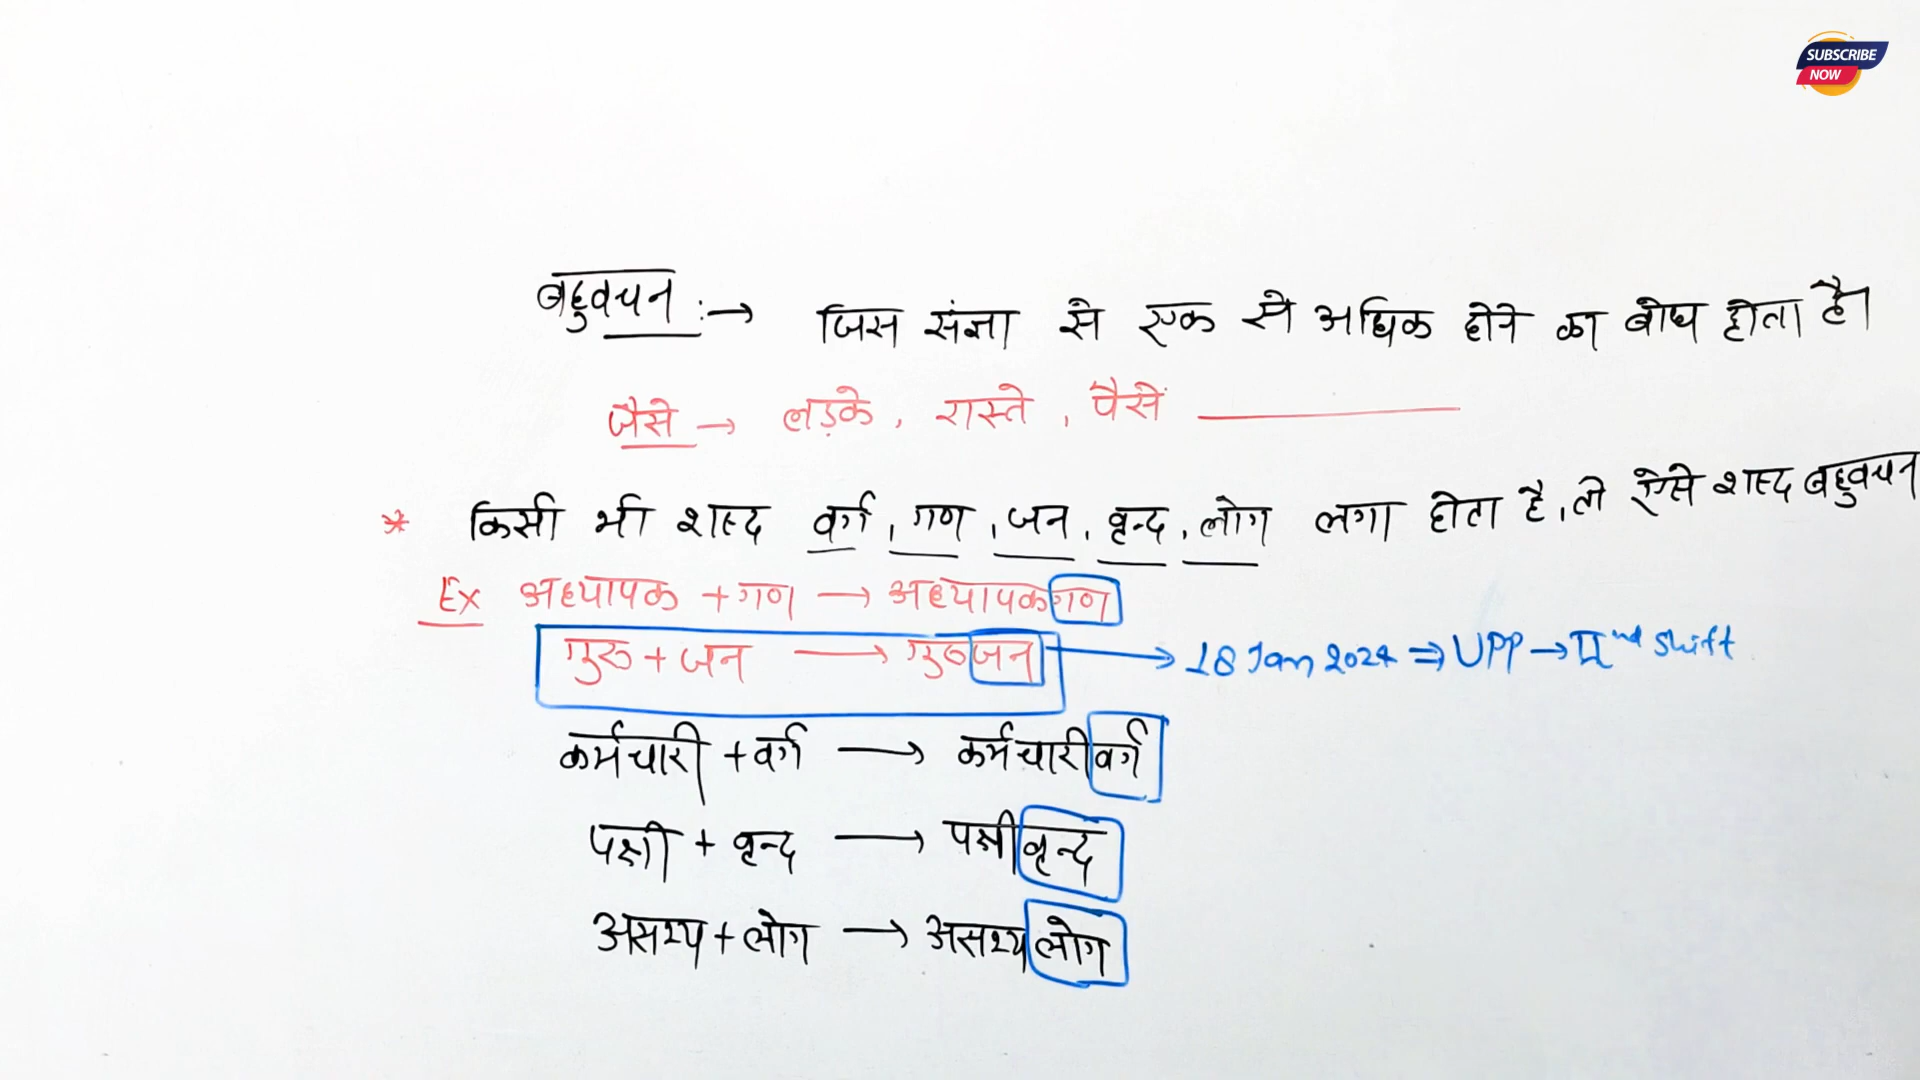 SUBSCRIBE
NOW
बहुवचन :→ जिस संज्ञा से एक से अधिक होने का बोध होता है।
जैसे → लड़के, रास्ते, पैसें
* किसी भी शब्द वर्ग, गण, जन, वृन्द, लोग लगा होता है, तो ऐसे शब्द बहुवचन
Ex अध्यापक + गण → अध्यापकगण
गुरु + जन → गुरुजन → 18 Jan 2024 ⇒ UPP → IInd shift
कर्मचारी + वर्ग → कर्मचारीवर्ग
पक्षी + वृन्द → पक्षीवृन्द
असभ्य + लोग → असभ्यलोग